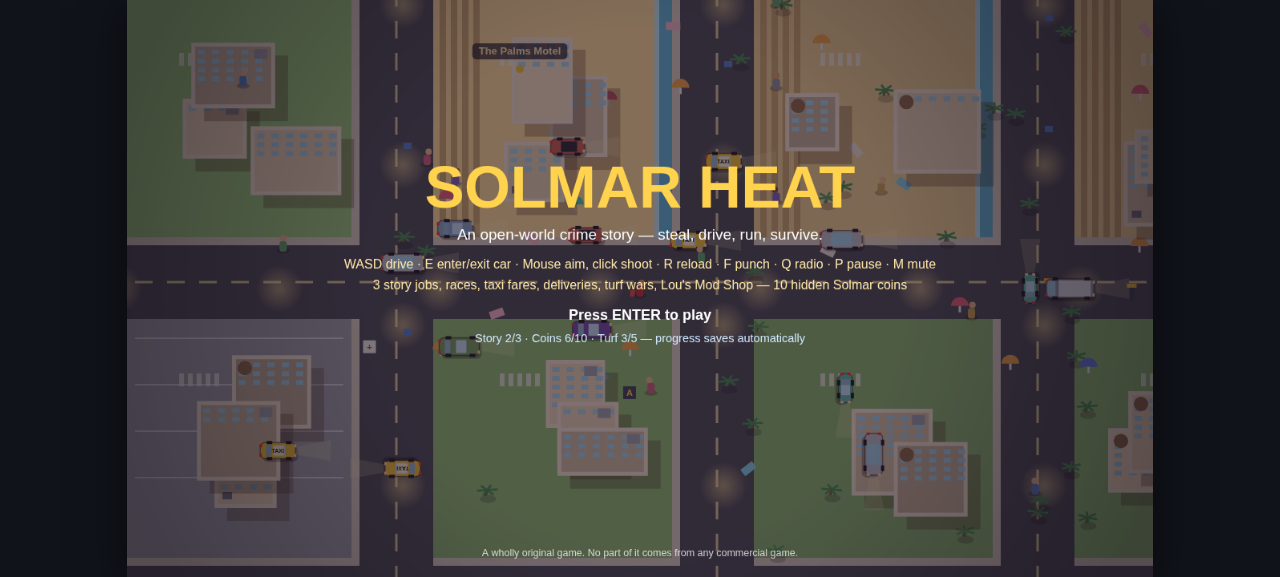 The Palms Motel
TAXI
SOLMAR HEAT
An open-world crime story — steal, drive, run, survive.
WASD drive · E enter/exit car · Mouse aim, click shoot · R reload · F punch · Q radio · P pause · M mute
3 story jobs, races, taxi fares, deliveries, turf wars, Lou's Mod Shop — 10 hidden Solmar coins
Press ENTER to play
Story 2/3 · Coins 6/10 · Turf 3/5 — progress saves automatically
+
A
TAXI
TAXI
A wholly original game. No part of it comes from any commercial game.